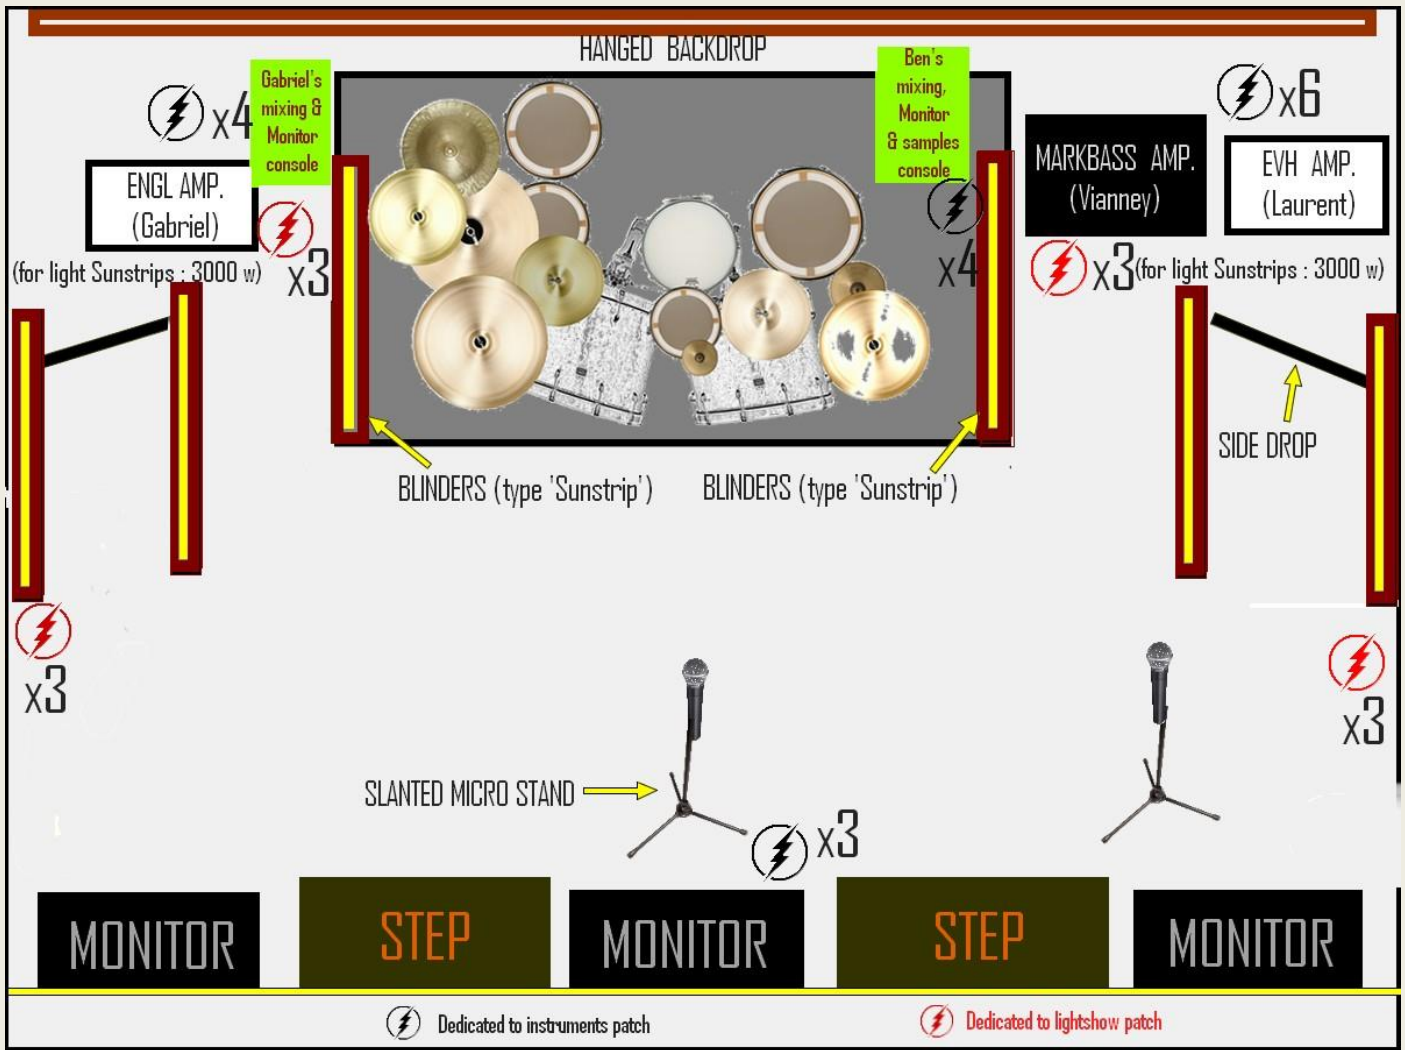 HANGED BACKDROP
Gabriel's
mixing &
Monitor
console
Ben's
mixing,
Monitor
& samples
console
x4
x6
ENGL AMP.
(Gabriel)
MARKBASS AMP.
(Vianney)
EVH AMP.
(Laurent)
(for light Sunstrips : 3000 w)
x3
x4
x3
(for light Sunstrips : 3000 w)
SIDE DROP
BLINDERS (type 'Sunstrip')
BLINDERS (type 'Sunstrip')
x3
x3
SLANTED MICRO STAND
x3
MONITOR
STEP
MONITOR
STEP
MONITOR
Dedicated to instruments patch
Dedicated to lightshow patch